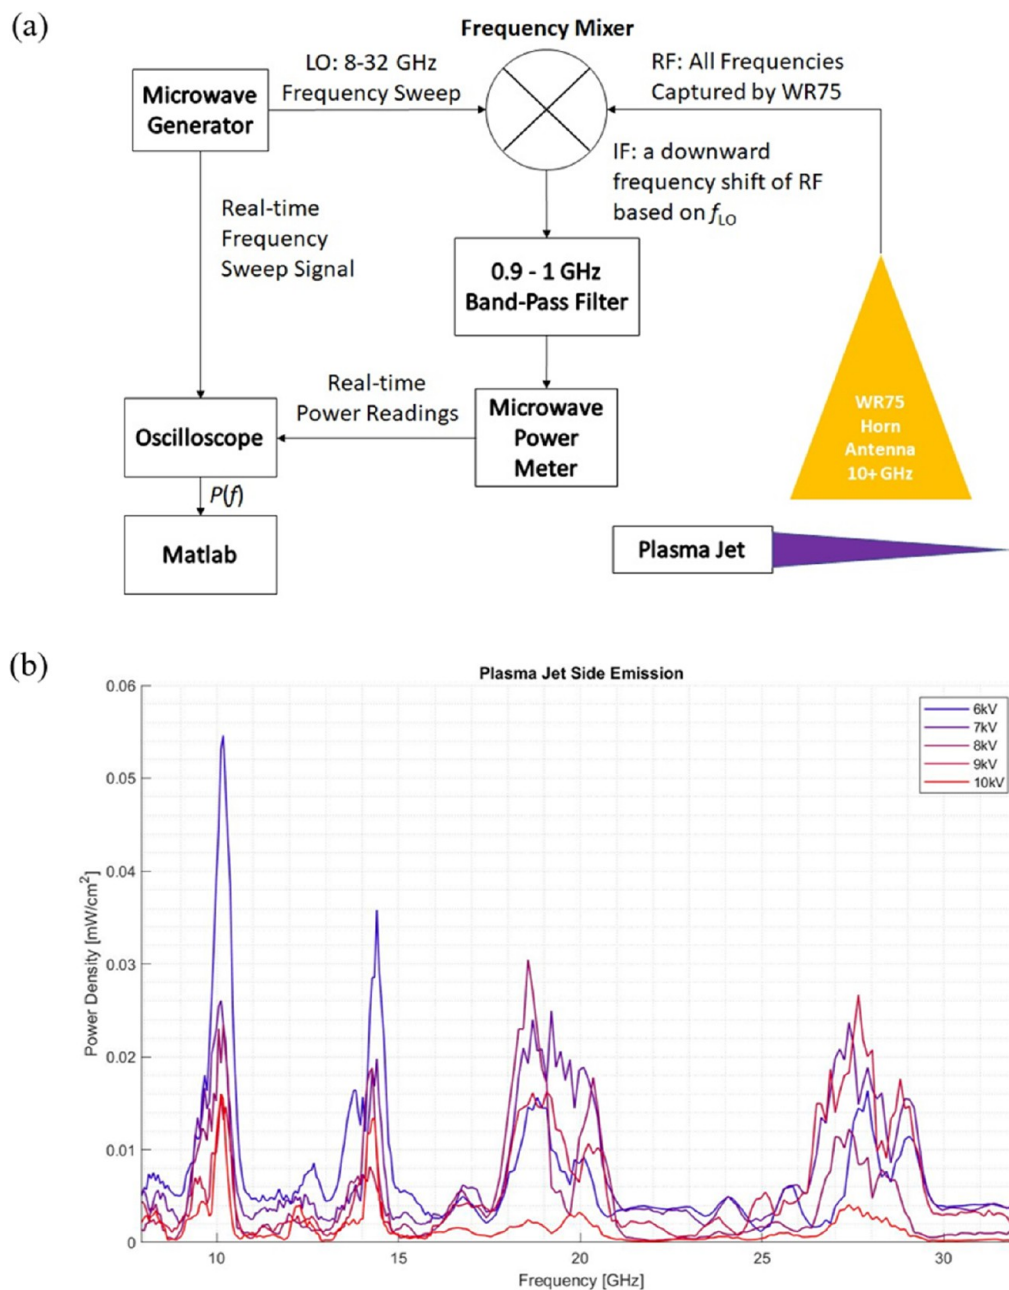 (a)
Frequency Mixer
LO: 8-32 GHz
Frequency Sweep
RF: All Frequencies
Captured by WR75
Microwave
Generator
IF: a downward
frequency shift of RF
based on fLO
Real-time
Frequency
Sweep Signal
0.9 - 1 GHz
Band-Pass Filter
Real-time
Power Readings
Microwave
Power
Meter
WR75
Horn
Antenna
10+ GHz
Oscilloscope
P(f)
Matlab
Plasma Jet
(b)
Plasma Jet Side Emission
0.06
0.05
0.04
0.03
0.02
0.01
0
Power Density [mW/cm2]
6kV
7kV
8kV
9kV
10kV
10 15 20 25 30
Frequency [GHz]